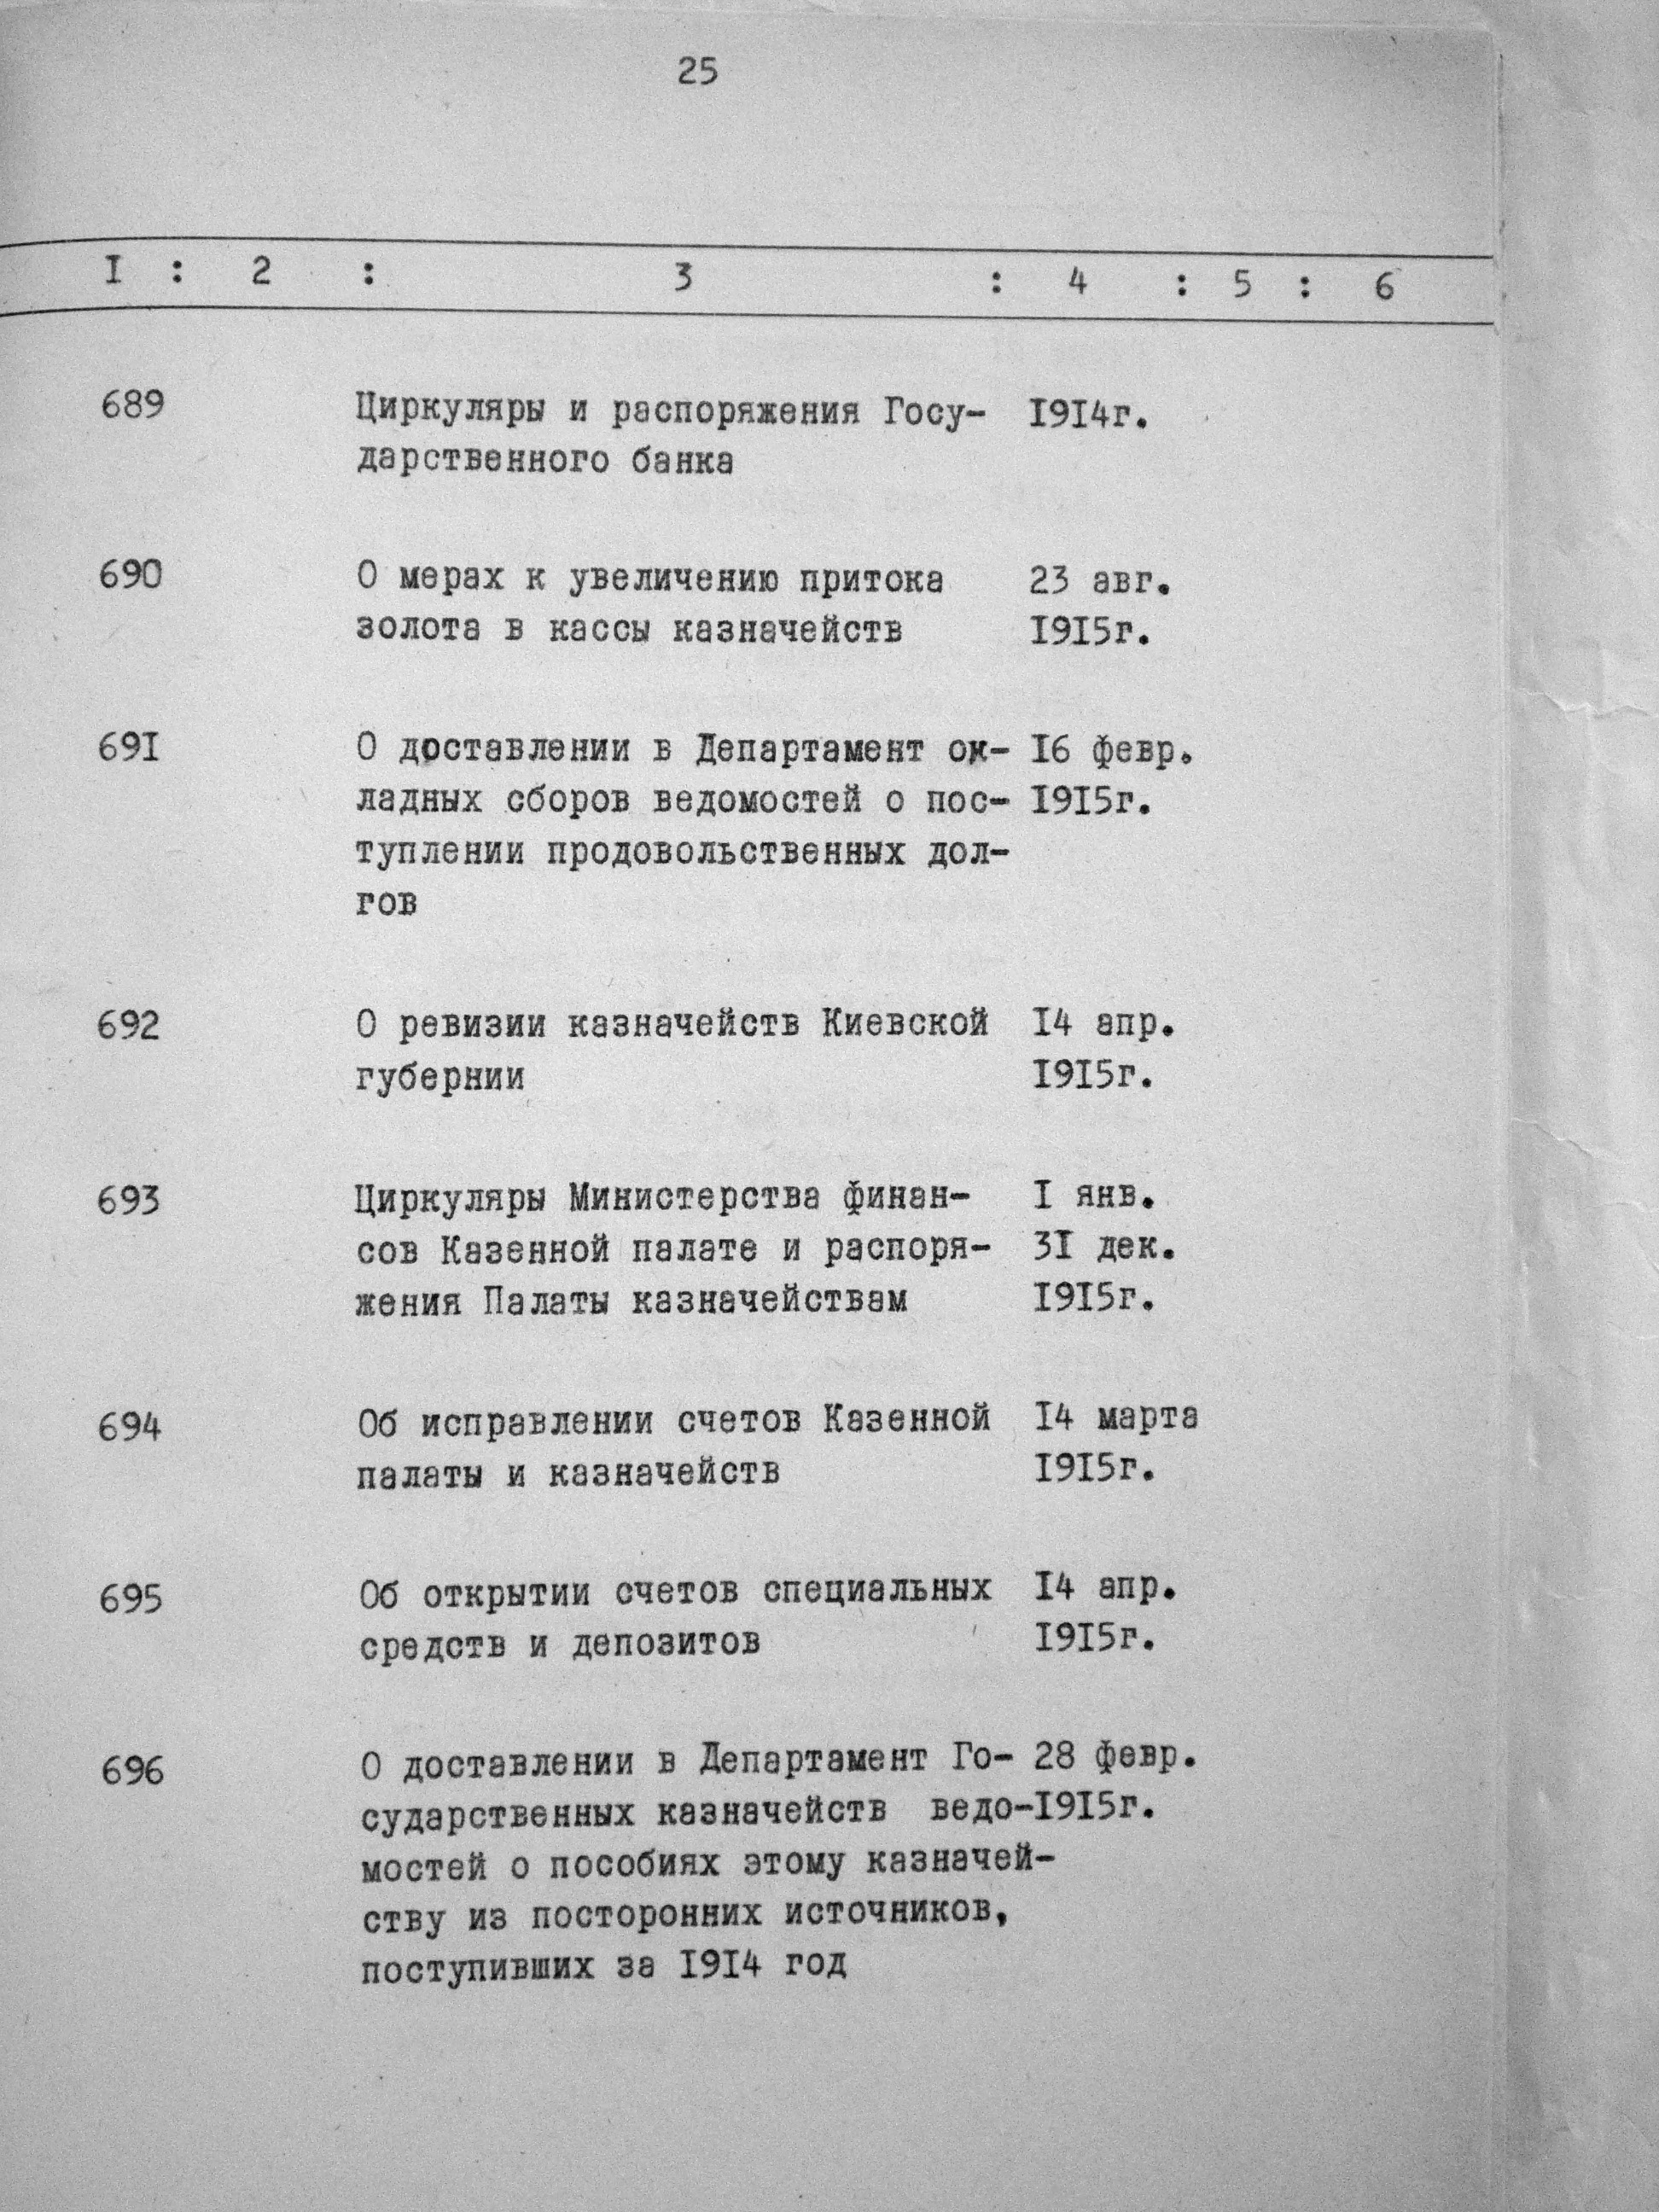 25
I : 2 : 3 : 4 : 5 : 6
689 Циркуляры и распоряжения Госу- I9I4г.
дарственного банка
690 О мерах к увеличению притока 23 авг.
золота в кассы казначейств I9I5г.
69I О доставлении в Департамент ок- I6 февр.
ладных сборов ведомостей о пос- I9I5г.
туплении продовольственных дол-
гов
692 О ревизии казначейств Киевской I4 апр.
губернии I9I5г.
693 Циркуляры Министерства финан- I янв.
сов Казенной палате и распоря- 3I дек.
жения Палаты казначействам I9I5г.
694 Об исправлении счетов Казенной I4 марта
палаты и казначейств I9I5г.
695 Об открытии счетов специальных I4 апр.
средств и депозитов I9I5г.
696 О доставлении в Департамент Го- 28 февр.
сударственных казначейств ведо-I9I5г.
мостей о пособиях этому казначей-
ству из посторонних источников,
поступивших за I9I4 год